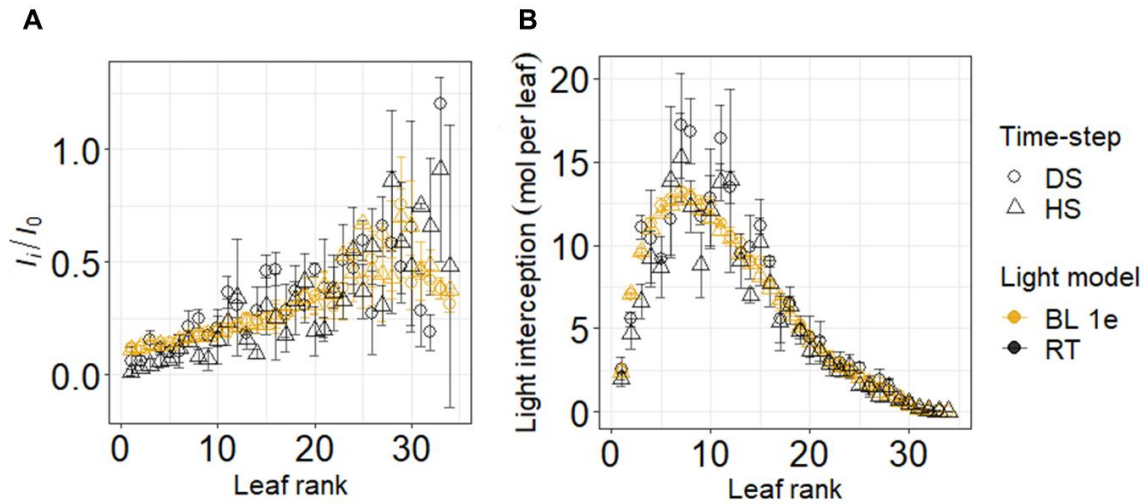 A
B
I_i / I_0
1.0
0.5
0.0
0 10 20 30
Leaf rank
Light interception (mol per leaf)
20
15
10
5
0
0 10 20 30
Leaf rank
Time-step
DS
HS
Light model
BL 1e
RT